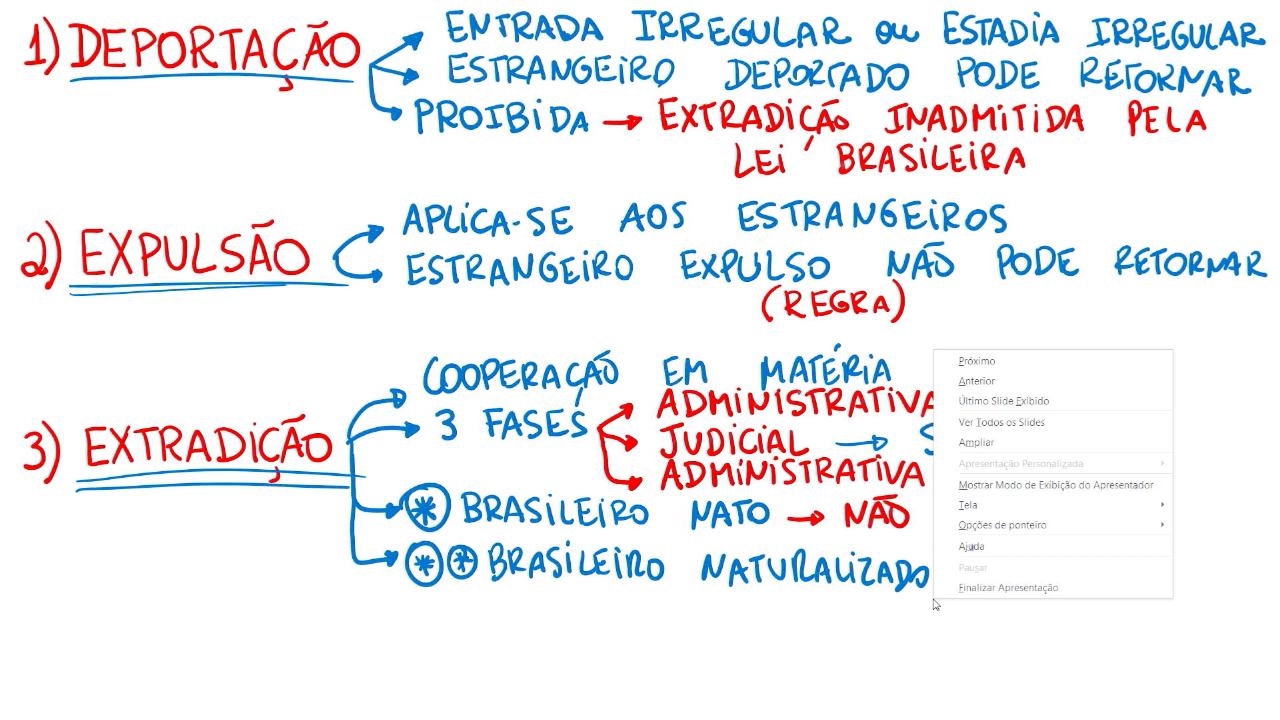 1) DEPORTAÇÃO
ENTRADA IRREGULAR ou ESTADIA IRREGULAR
ESTRANGEIRO DEPORTADO PODE RETORNAR
PROIBIDA → EXTRADIÇÃO INADMITIDA PELA
LEI BRASILEIRA
2) EXPULSÃO
APLICA-SE AOS ESTRANGEIROS
ESTRANGEIRO EXPULSO NÃO PODE RETORNAR
(REGRA)
3) EXTRADIÇÃO
COOPERAÇÃO EM MATÉRIA
3 FASES
ADMINISTRATIVA
JUDICIAL →
ADMINISTRATIVA
* BRASILEIRO NATO → NÃO
* * BRASILEIRO NATURALIZADO
Próximo
Anterior
Último Slide Exibido
Ver Todos os Slides
Ampliar
Apresentação Personalizada
Mostrar Modo de Exibição do Apresentador
Tela
Opções de ponteiro
Ajuda
Pausar
Finalizar Apresentação